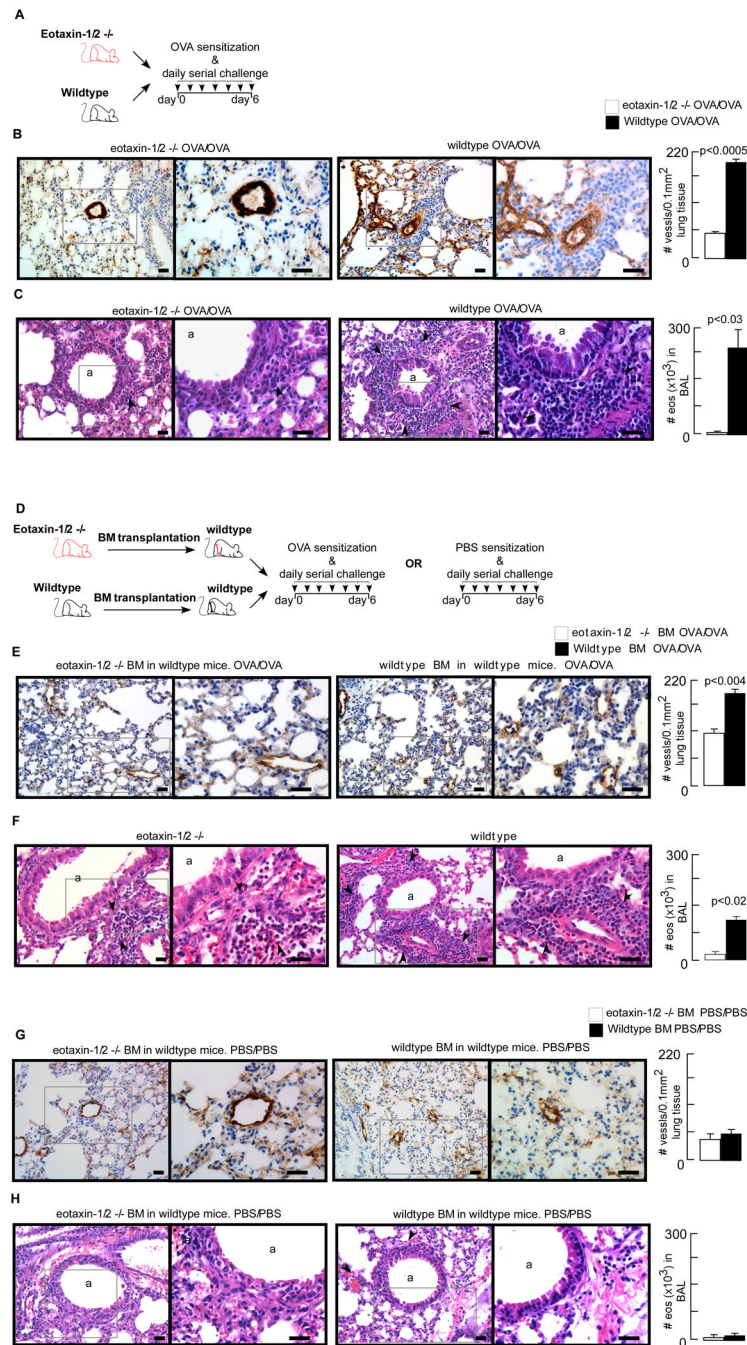 A
Eotaxin-1/2 -/-
OVA sensitization
&
daily serial challenge
Wildtype
day 0
day 6
eotaxin-1/2 -/- OVA/OVA
Wildtype OVA/OVA
B
eotaxin-1/2 -/- OVA/OVA
wildtype OVA/OVA
p<0.0005
220
0
# vessls/0.1mm2
lung tissue
C
eotaxin-1/2 -/- OVA/OVA
wildtype OVA/OVA
a
a
a
a
p<0.03
300
0
# eos (x10^3) in
BAL
D
Eotaxin-1/2 -/-
BM transplantation
wildtype
Wildtype
BM transplantation
wildtype
OVA sensitization
&
daily serial challenge
day 0
day 6
OR
PBS sensitization
&
daily serial challenge
day 0
day 6
eotaxin-1/2 -/- BM OVA/OVA
Wildtype BM OVA/OVA
E
eotaxin-1/2 -/- BM in wildtype mice. OVA/OVA
wildtype BM in wildtype mice. OVA/OVA
p<0.004
220
0
# vessls/0.1mm2
lung tissue
F
eotaxin-1/2 -/-
wildtype
a
a
a
a
p<0.02
300
0
# eos (x10^3) in
BAL
eotaxin-1/2 -/- BM PBS/PBS
Wildtype BM PBS/PBS
G
eotaxin-1/2 -/- BM in wildtype mice. PBS/PBS
wildtype BM in wildtype mice. PBS/PBS
220
0
# vessls/0.1mm2
lung tissue
H
eotaxin-1/2 -/- BM in wildtype mice. PBS/PBS
wildtype BM in wildtype mice. PBS/PBS
a
a
a
a
a
300
0
# eos (x10^3) in
BAL